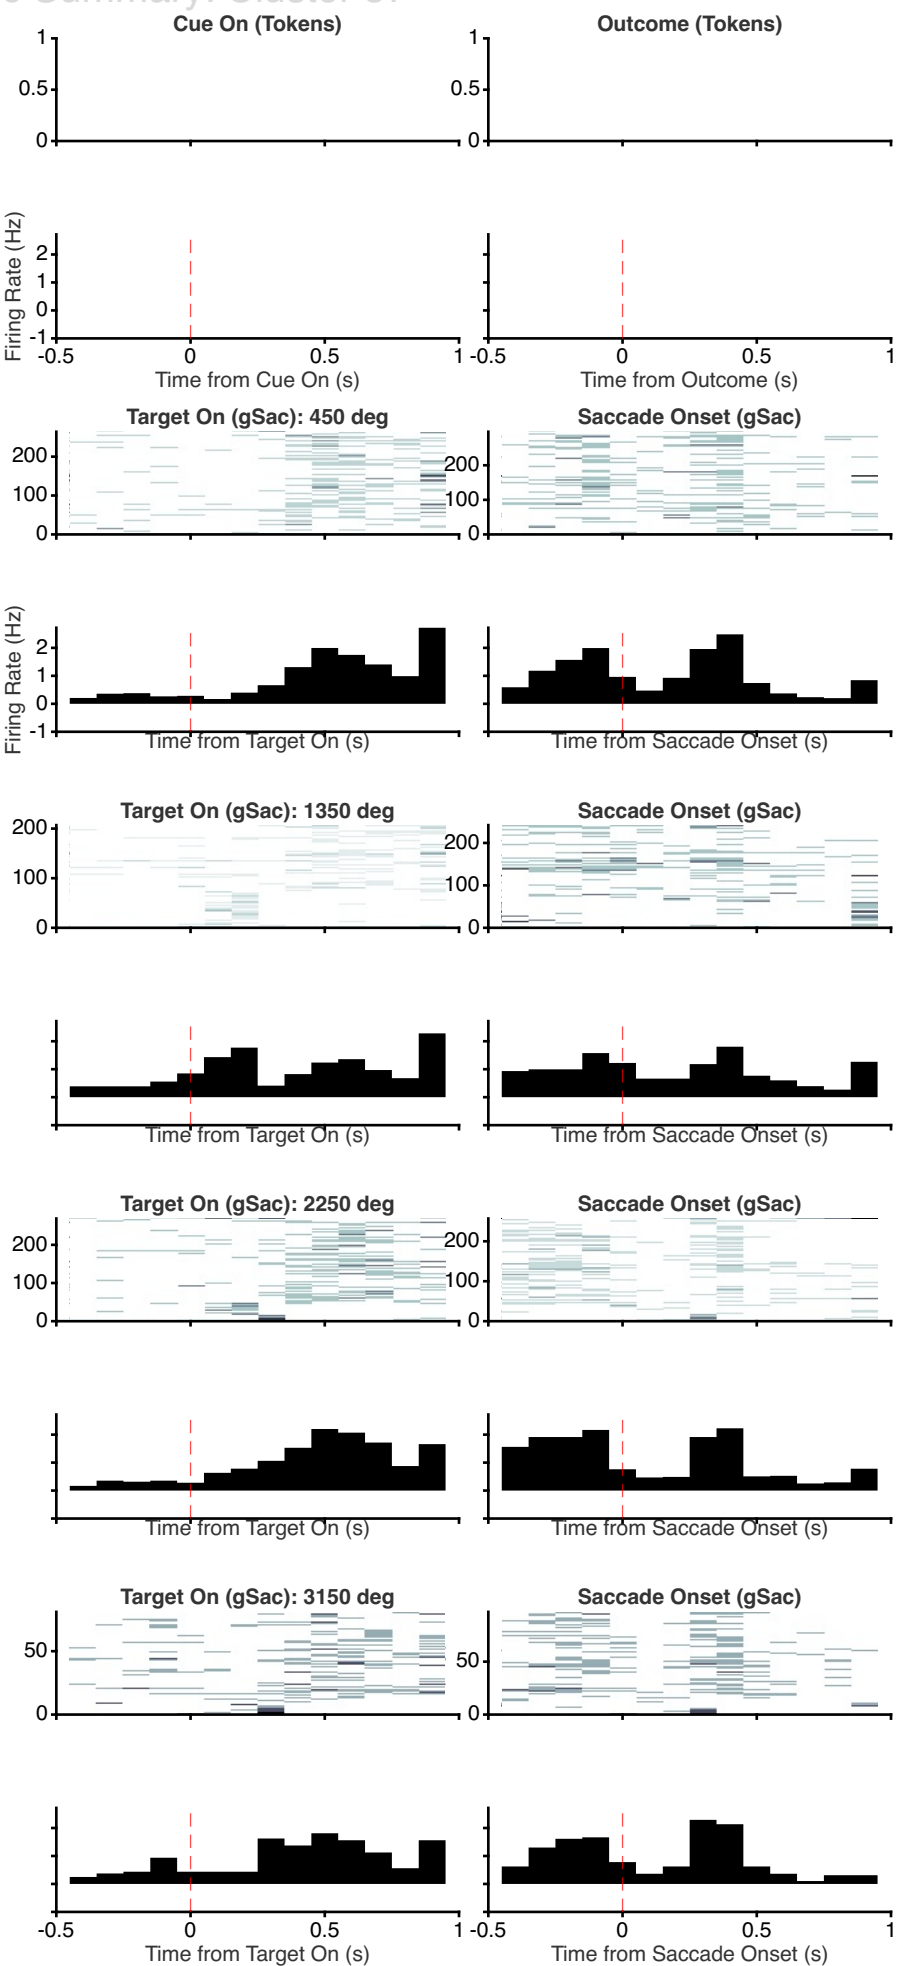 Cue On (Tokens) Outcome (Tokens)
1 1
0.5 0.5
0 0
Firing Rate (Hz)
2
1
0
-1
-0.5 0 0.5 1 -0.5 0 0.5 1
Time from Cue On (s) Time from Outcome (s)
Target On (gSac): 450 deg Saccade Onset (gSac)
200 200
100 100
0 0
Firing Rate (Hz)
2
1
0
-1
Time from Target On (s) Time from Saccade Onset (s)
Target On (gSac): 1350 deg Saccade Onset (gSac)
200 200
100 100
0 0
Time from Target On (s) Time from Saccade Onset (s)
Target On (gSac): 2250 deg Saccade Onset (gSac)
200 200
100 100
0 0
Time from Target On (s) Time from Saccade Onset (s)
Target On (gSac): 3150 deg Saccade Onset (gSac)
50 50
0 0
-0.5 0 0.5 1 -0.5 0 0.5 1
Time from Target On (s) Time from Saccade Onset (s)